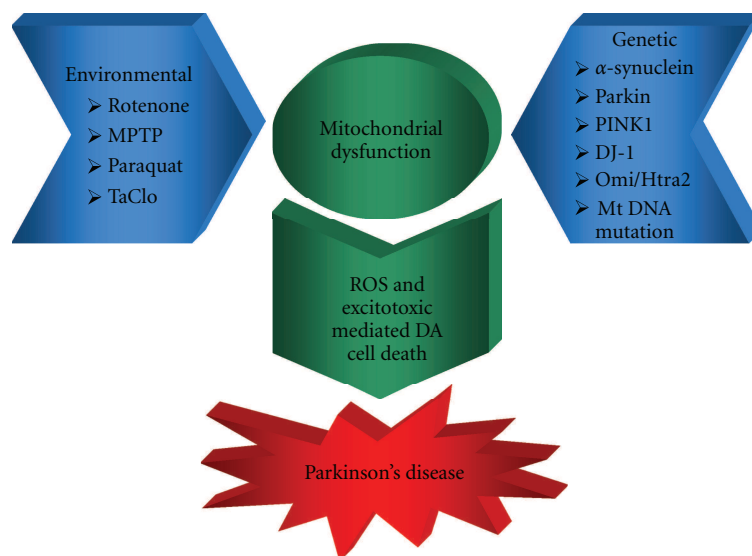 Environmental
➢ Rotenone
➢ MPTP
➢ Paraquat
➢ TaClo
Mitochondrial
dysfunction
Genetic
➢ α-synuclein
➢ Parkin
➢ PINK1
➢ DJ-1
➢ Omi/Htra2
➢ Mt DNA
mutation
ROS and
excitotoxic
mediated DA
cell death
Parkinson's disease